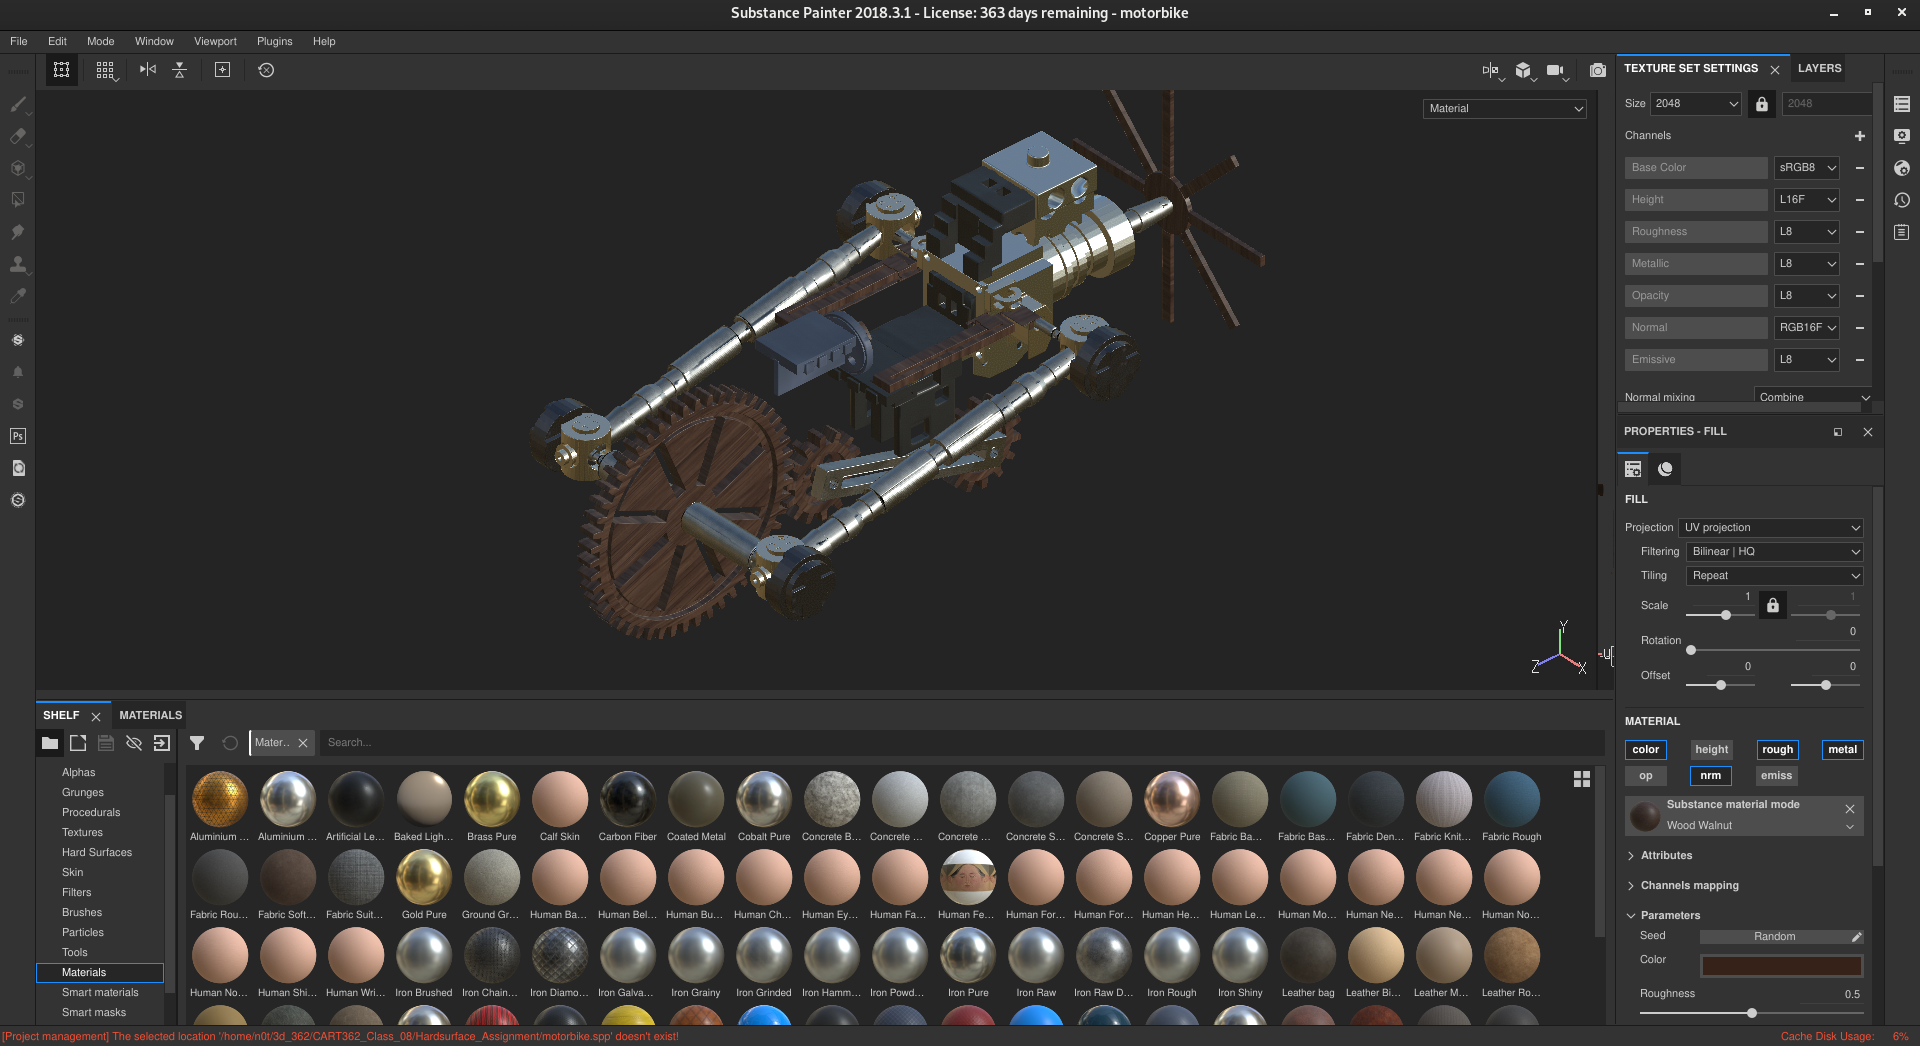 Substance Painter 2018.3.1 - License: 363 days remaining - motorbike
File Edit Mode Window Viewport Plugins Help
Material
TEXTURE SET SETTINGS LAYERS
Size 2048 2048
Channels
Base Color sRGB8
Height L16F
Roughness L8
Metallic L8
Opacity L8
Normal RGB16F
Emissive L8
Normal mixing Combine
PROPERTIES - FILL
FILL
Projection UV projection
Filtering Bilinear | HQ
Tiling Repeat
Scale 1 1
Rotation 0
Offset 0 0
MATERIAL
color height rough metal
op nrm emiss
Substance material mode
Wood Walnut
Attributes
Channels mapping
Parameters
Seed Random
Color
Roughness 0.5
Y
Z X
SHELF MATERIALS
Mater.. Search...
Alphas
Grunges
Procedurals
Textures
Hard Surfaces
Skin
Filters
Brushes
Particles
Tools
Materials
Smart materials
Smart masks
Ps
Aluminium ... Aluminium ... Artificial Le... Baked Ligh... Brass Pure Calf Skin Carbon Fiber Coated Metal Cobalt Pure Concrete B... Concrete ... Concrete ... Concrete S... Concrete S... Copper Pure Fabric Ba... Fabric Bas... Fabric Den... Fabric Knit... Fabric Rough
Fabric Rou... Fabric Soft... Fabric Suit... Gold Pure Ground Gr... Human Ba... Human Bel... Human Bu... Human Ch... Human Ey... Human Fa... Human Fe... Human For... Human For... Human He... Human Le... Human Mo... Human Ne... Human Ne... Human No...
Human No... Human Shi... Human Wri... Iron Brushed Iron Chain... Iron Diamo... Iron Galva... Iron Grainy Iron Grinded Iron Hamm... Iron Powd... Iron Pure Iron Raw Iron Raw D... Iron Rough Iron Shiny Leather bag Leather Bi... Leather M... Leather Ro...
[Project management] The selected location '/home/n0t/3d_362/CART362_Class_08/Hardsurface_Assignment/motorbike.spp' doesn't exist! Cache Disk Usage: 6%